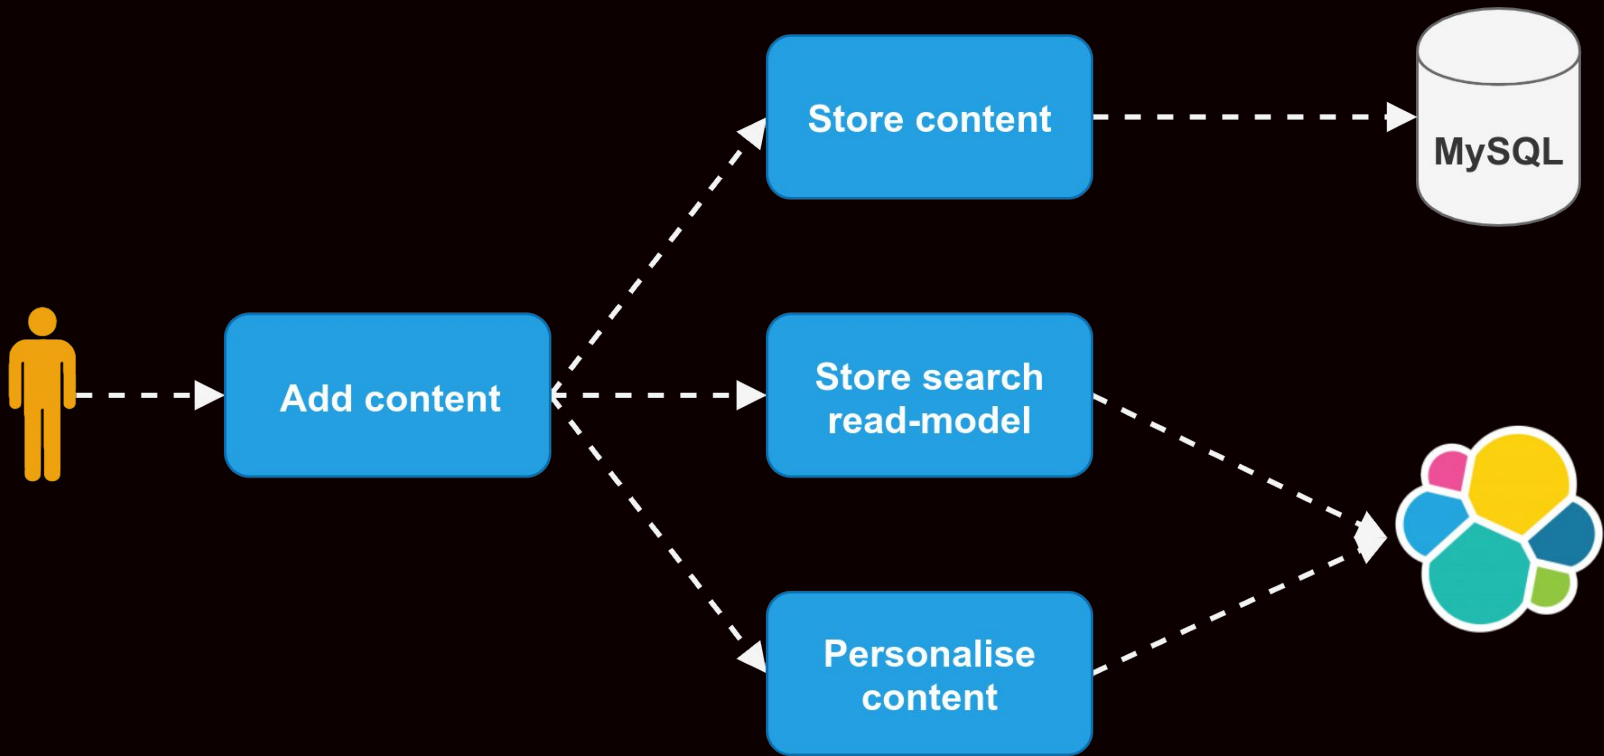 Store content
MySQL
Add content
Store search
read-model
Personalise
content